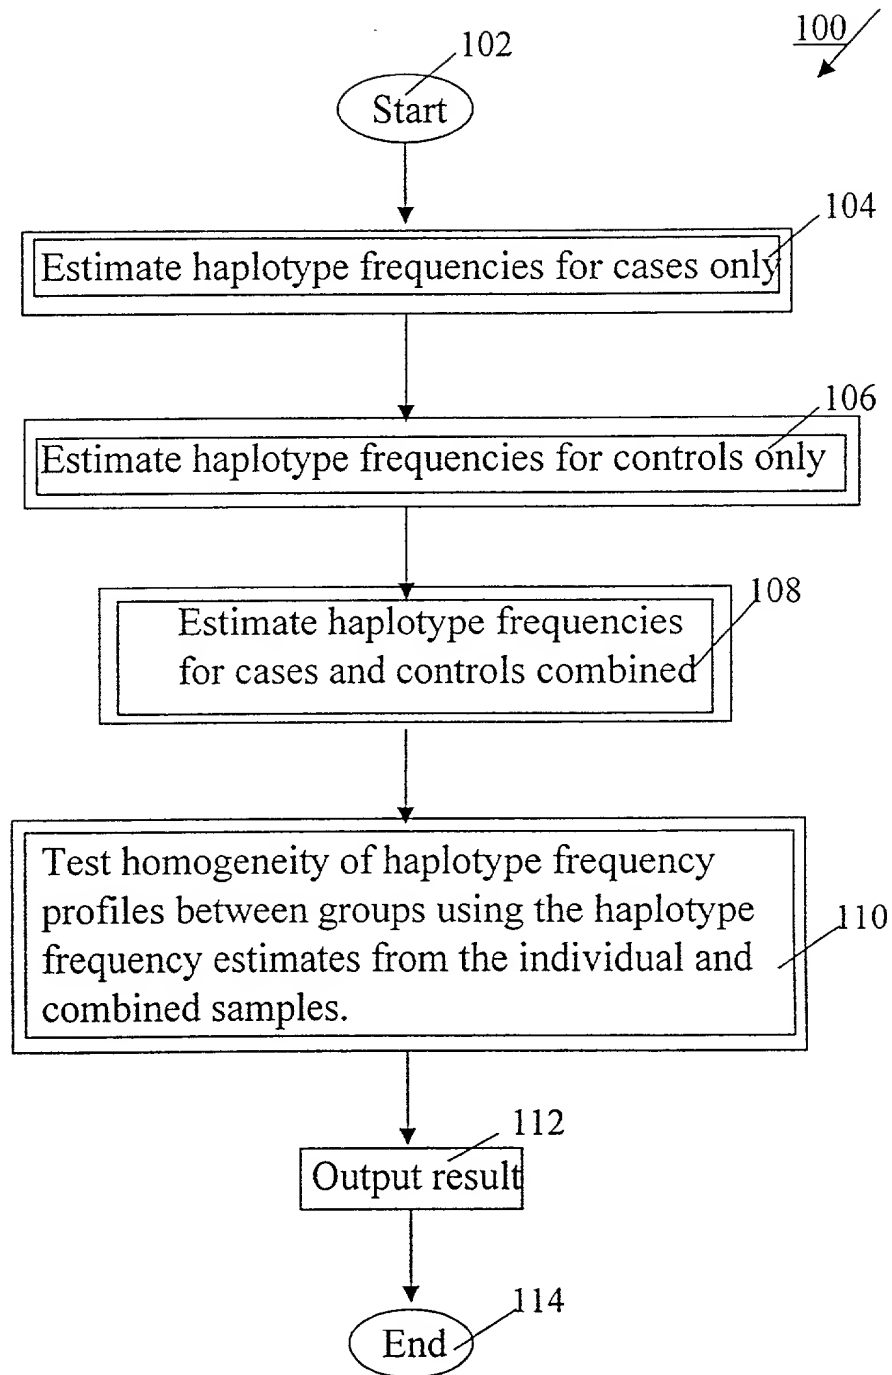 100
102
Start
104
Estimate haplotype frequencies for cases only
106
Estimate haplotype frequencies for controls only
108
Estimate haplotype frequencies
for cases and controls combined
Test homogeneity of haplotype frequency
profiles between groups using the haplotype
frequency estimates from the individual and
combined samples.
110
112
Output result
114
End